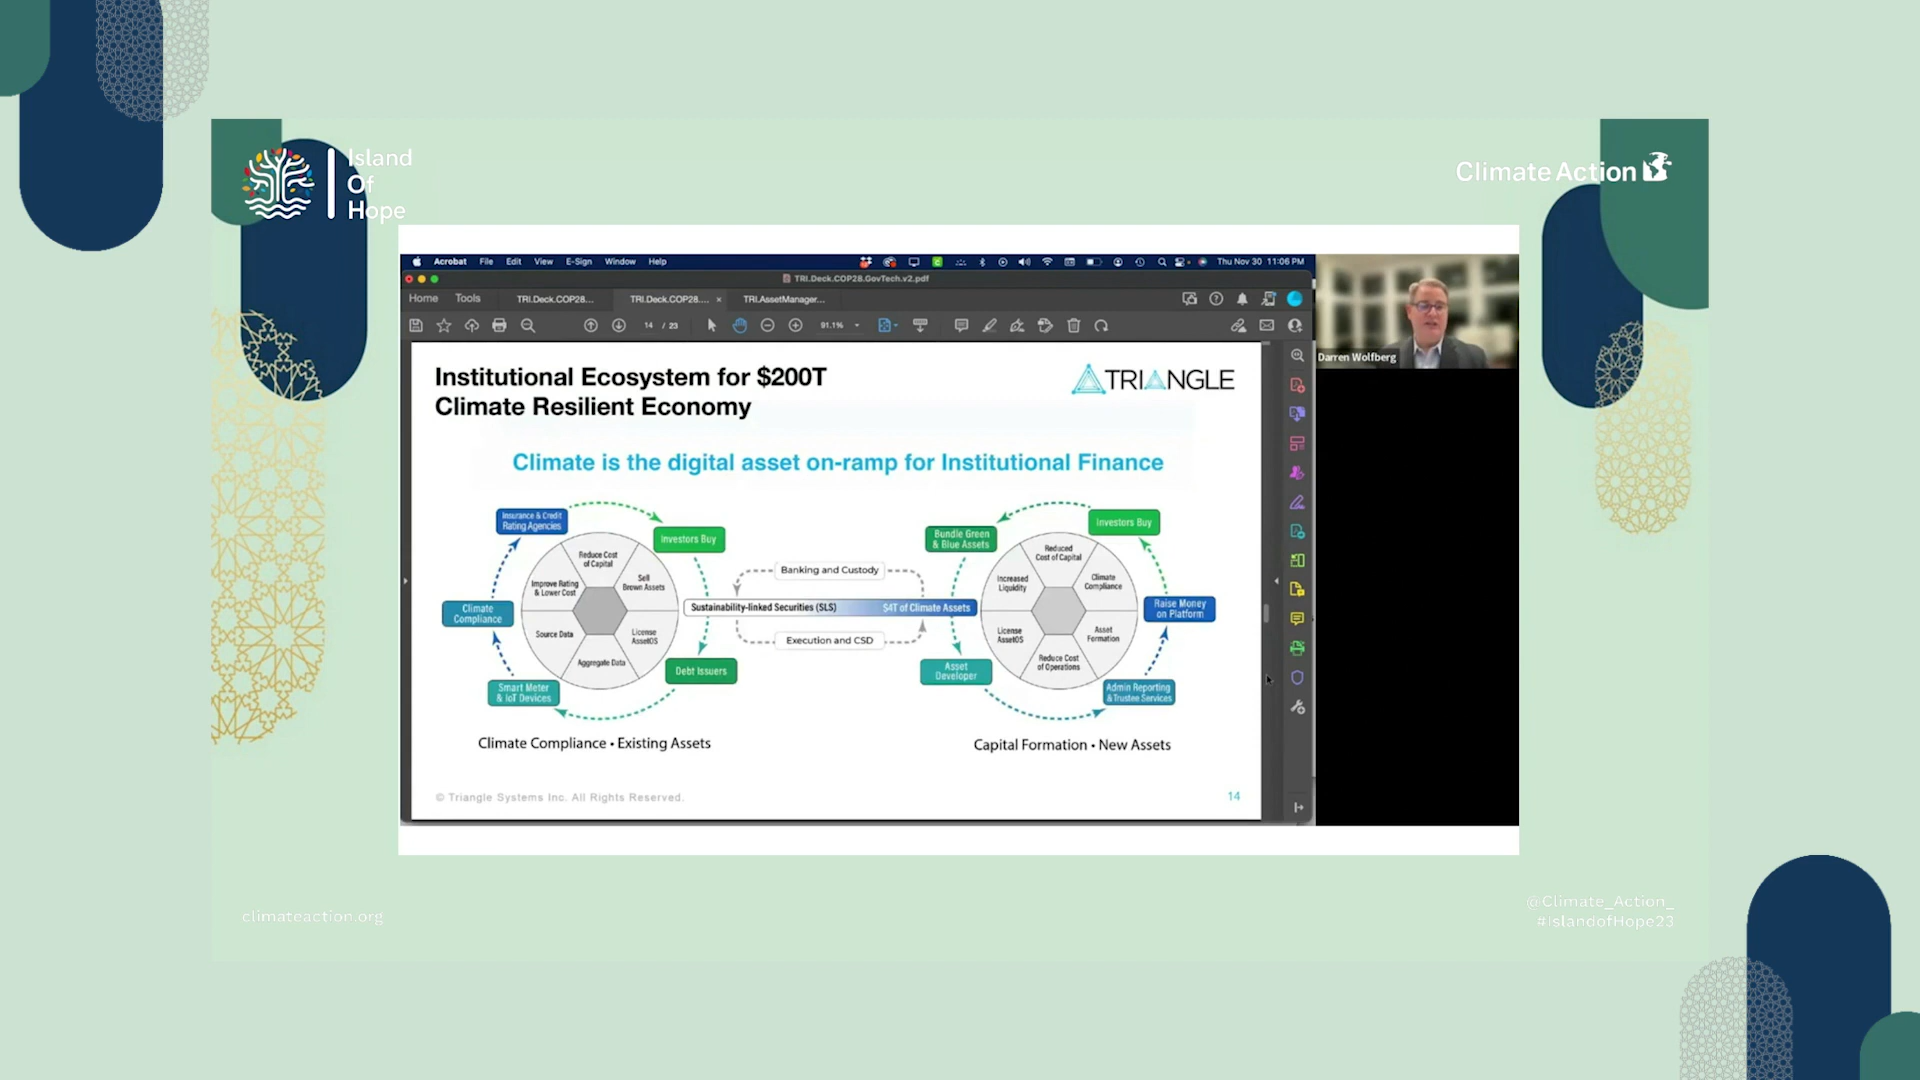 Island
Of
Hope
Climate Action
Acrobat File Edit View E-Sign Window Help
Thu Nov 30 11:06 PM
TRI.Deck.COP28.GovTech.v2.pdf
Home Tools TRI.Deck.COP28... TRI.Deck.COP28.... × TRI.AssetManager...
14 / 23 91.1%
Darren Wolfberg
Institutional Ecosystem for $200T
Climate Resilient Economy
TRIANGLE
Climate is the digital asset on-ramp for Institutional Finance
Insurance & Credit
Rating Agencies
Investors Buy
Debt Issuers
Smart Meter
& IoT Devices
Climate
Compliance
Reduce Cost
of Capital
Sell
Brown Assets
License
AssetOS
Aggregate Data
Source Data
Improve Rating
& Lower Cost
Climate Compliance • Existing Assets
Banking and Custody
Sustainability-linked Securities (SLS) $4T of Climate Assets
Execution and CSD
Bundle Green
& Blue Assets
Investors Buy
Raise Money
on Platform
Admin Reporting
& Trustee Services
Asset
Developer
Reduced
Cost of Capital
Climate
Compliance
Asset
Formation
Reduce Cost
of Operations
License
AssetOS
Increased
Liquidity
Capital Formation • New Assets
© Triangle Systems Inc. All Rights Reserved.
14
climateaction.org
@Climate_Action_
#IslandofHope23